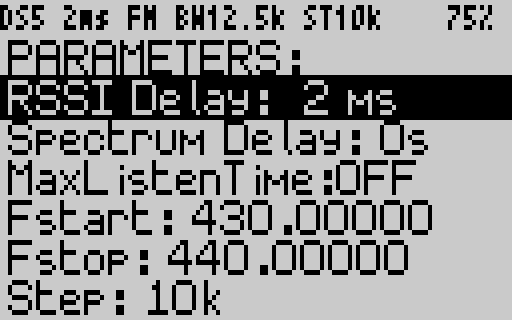 DS5 2ms FM BW12.5k ST10k 75%
PARAMETERS:
RSSI Delay: 2 ms
Spectrum Delay: 0s
MaxListenTime:OFF
Fstart: 430.00000
Fstop: 440.00000
Step: 10k